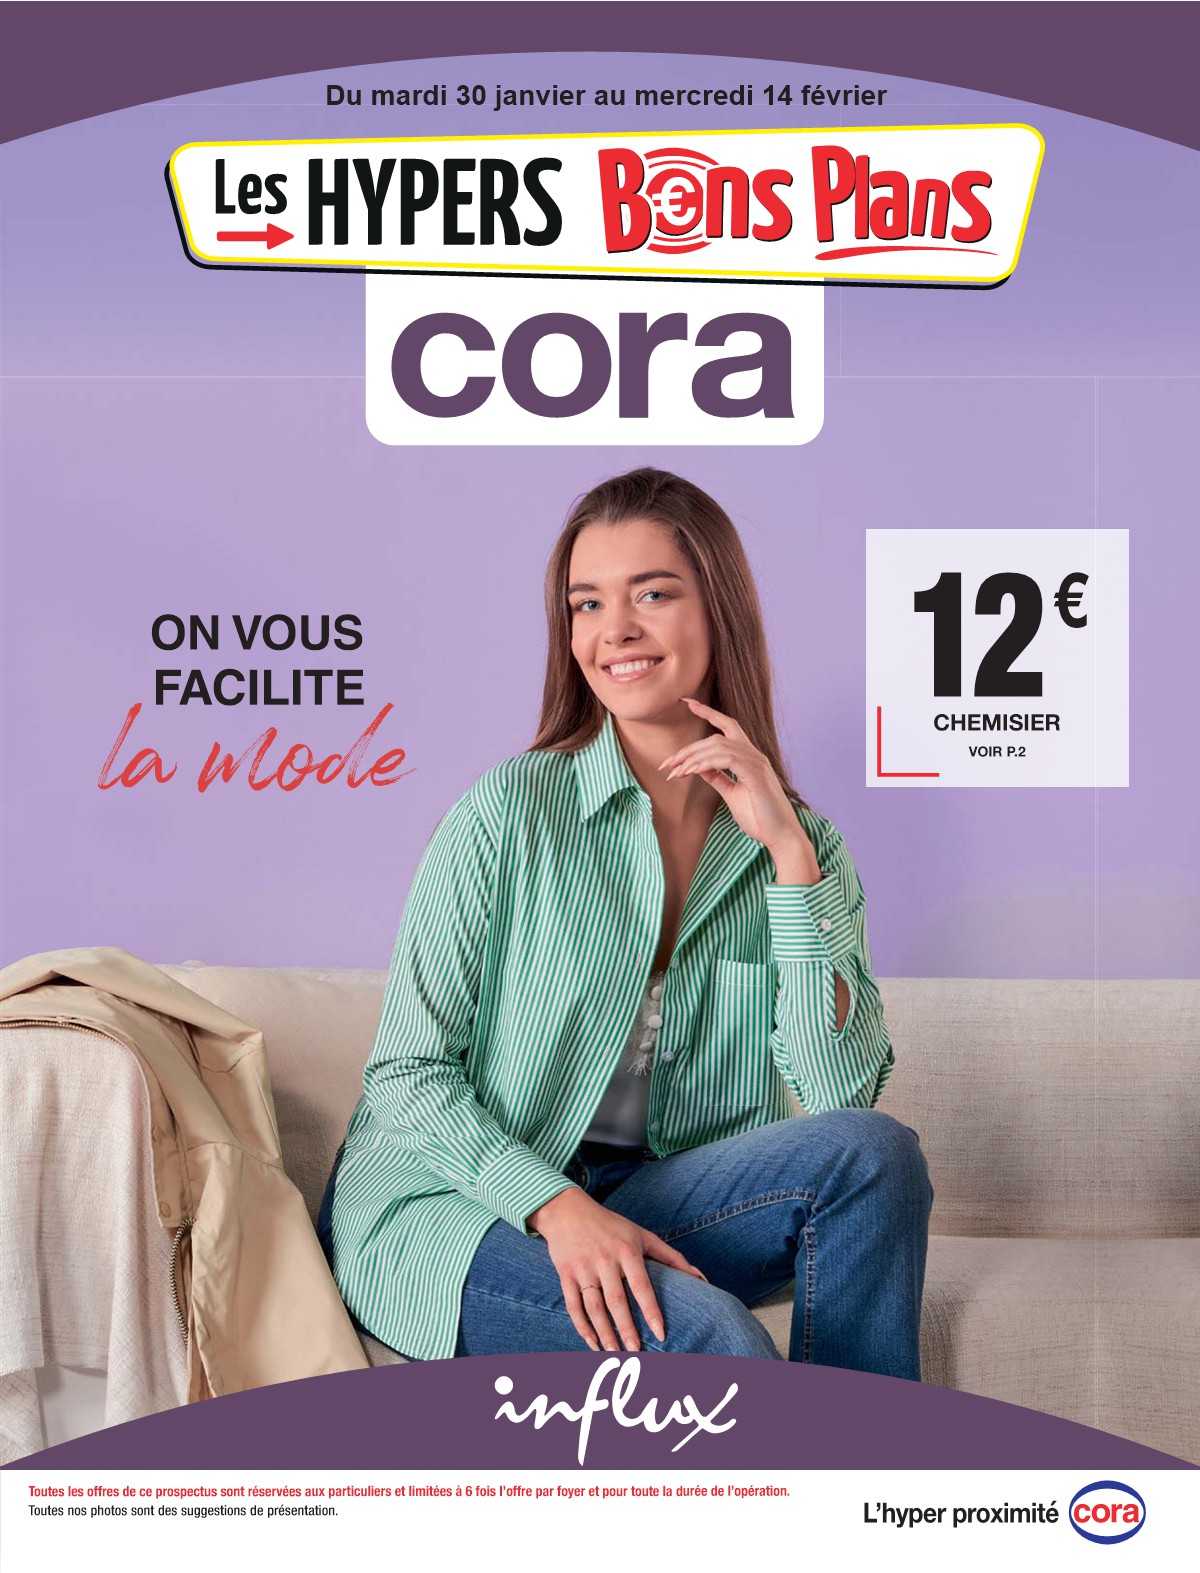 Du mardi 30 janvier au mercredi 14 février
Les HYPERS Bons Plans
cora
ON VOUS
FACILITE
la mode
12€
CHEMISIER
VOIR P.2
influx
Toutes les offres de ce prospectus sont réservées aux particuliers et limitées à 6 fois l'offre par foyer et pour toute la durée de l'opération.
Toutes nos photos sont des suggestions de présentation.
L'hyper proximité cora